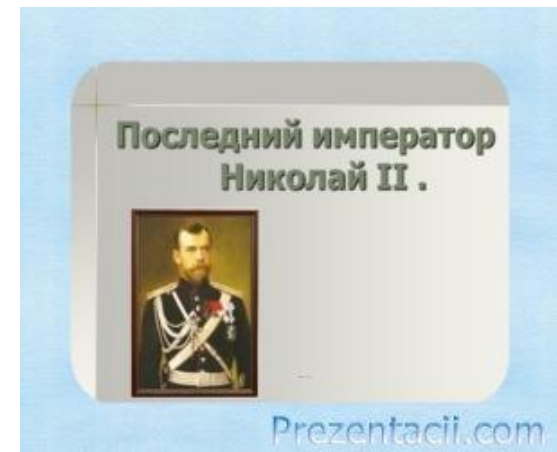 Последний император
Николай II .
Prezentacii.com